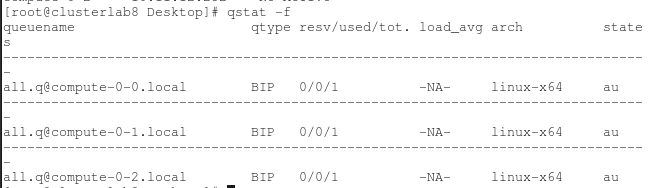 [root@clusterlab8 Desktop]# qstat -f
queuename                      qtype resv/used/tot. load_avg arch          state
s
--------------------------------------------------------------------------------
-
all.q@compute-0-0.local        BIP   0/0/1          -NA-     linux-x64     au
--------------------------------------------------------------------------------
-
all.q@compute-0-1.local        BIP   0/0/1          -NA-     linux-x64     au
--------------------------------------------------------------------------------
-
all.q@compute-0-2.local        BIP   0/0/1          -NA-     linux-x64     au